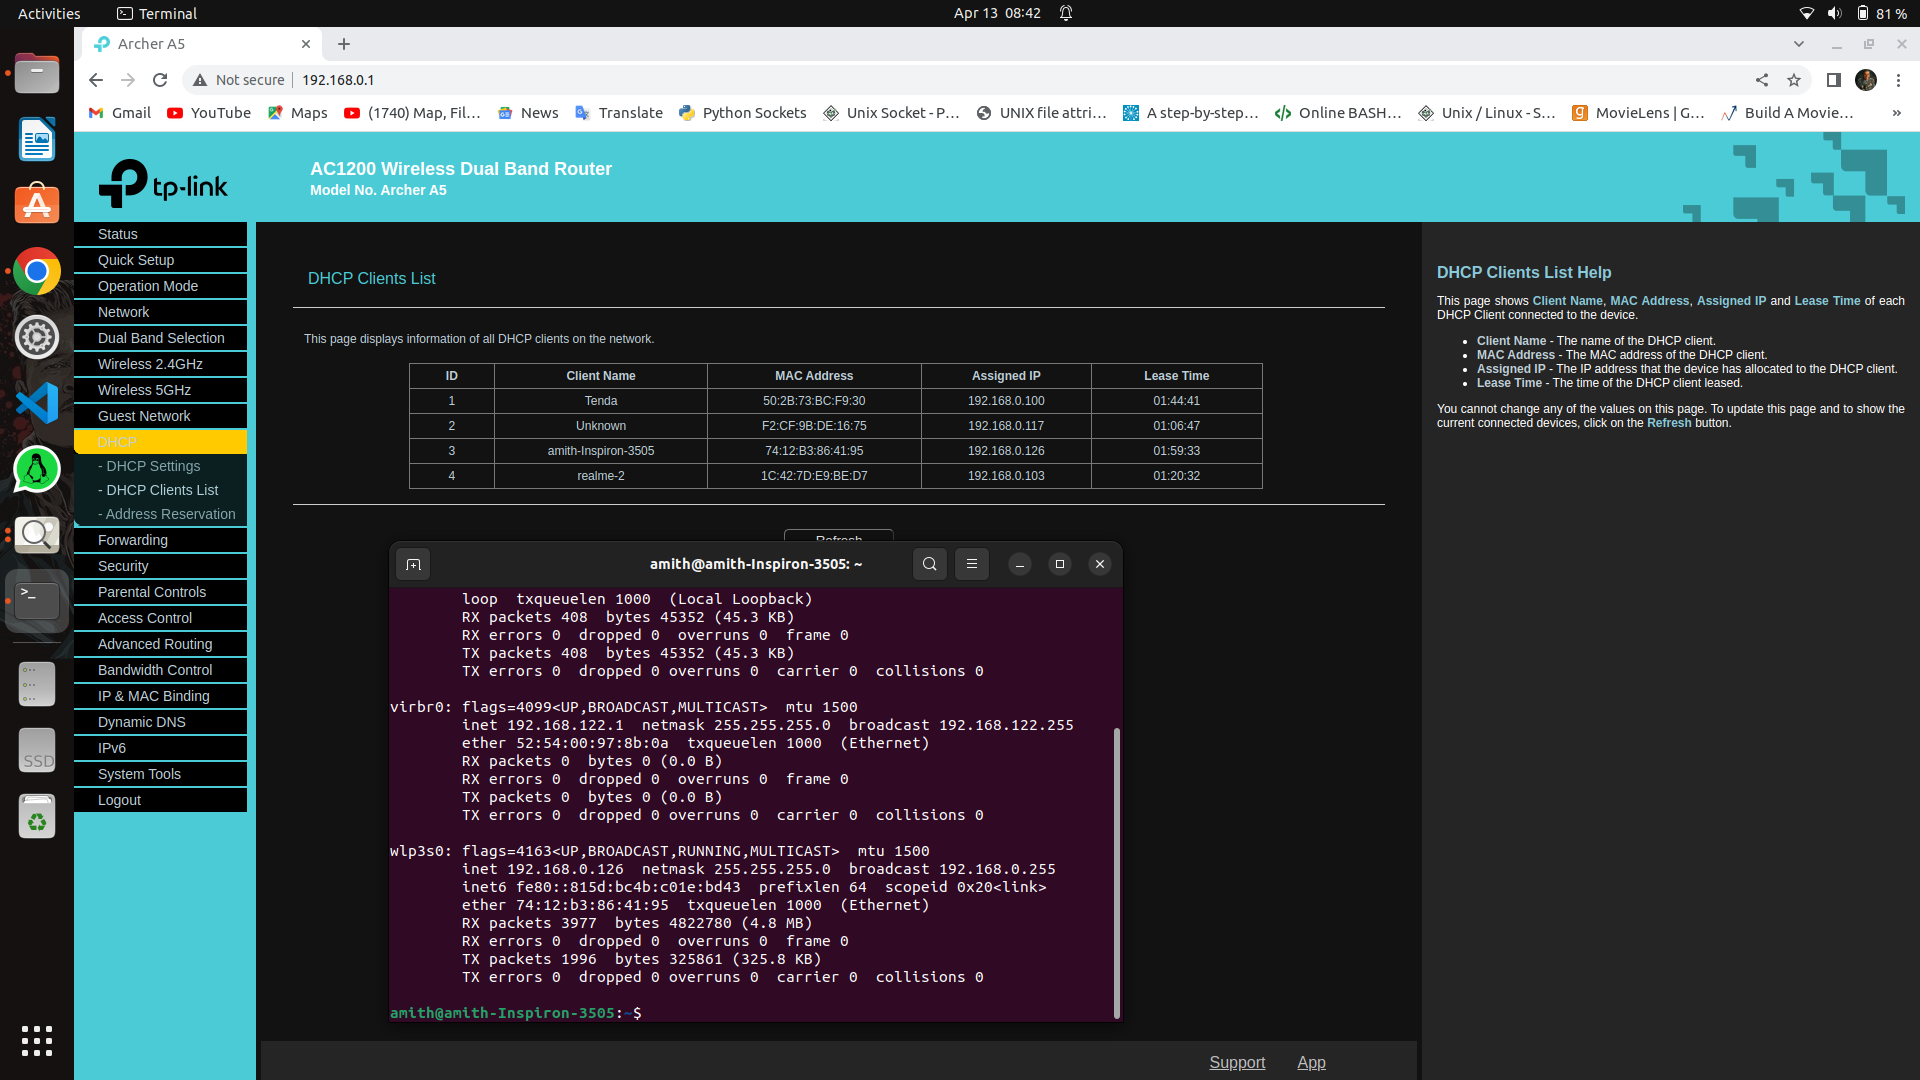 Activities Terminal Apr 13 08:42 81 %
Archer A5
Not secure 192.168.0.1
Gmail YouTube Maps (1740) Map, Fil... News Translate Python Sockets Unix Socket - P... UNIX file attri... A step-by-step... Online BASH... Unix / Linux - S... MovieLens | G... Build A Movie... »
tp-link
AC1200 Wireless Dual Band Router
Model No. Archer A5
Status
Quick Setup
Operation Mode
Network
Dual Band Selection
Wireless 2.4GHz
Wireless 5GHz
Guest Network
DHCP
- DHCP Settings
- DHCP Clients List
- Address Reservation
Forwarding
Security
Parental Controls
Access Control
Advanced Routing
Bandwidth Control
IP & MAC Binding
Dynamic DNS
IPv6
System Tools
Logout
SSD
DHCP Clients List
This page displays information of all DHCP clients on the network.
ID Client Name MAC Address Assigned IP Lease Time
1 Tenda 50:2B:73:BC:F9:30 192.168.0.100 01:44:41
2 Unknown F2:CF:9B:DE:16:75 192.168.0.117 01:06:47
3 amith-Inspiron-3505 74:12:B3:86:41:95 192.168.0.126 01:59:33
4 realme-2 1C:42:7D:E9:BE:D7 192.168.0.103 01:20:32
Refresh
amith@amith-Inspiron-3505: ~
loop txqueuelen 1000 (Local Loopback)
RX packets 408 bytes 45352 (45.3 KB)
RX errors 0 dropped 0 overruns 0 frame 0
TX packets 408 bytes 45352 (45.3 KB)
TX errors 0 dropped 0 overruns 0 carrier 0 collisions 0
virbr0: flags=4099<UP,BROADCAST,MULTICAST> mtu 1500
inet 192.168.122.1 netmask 255.255.255.0 broadcast 192.168.122.255
ether 52:54:00:97:8b:0a txqueuelen 1000 (Ethernet)
RX packets 0 bytes 0 (0.0 B)
RX errors 0 dropped 0 overruns 0 frame 0
TX packets 0 bytes 0 (0.0 B)
TX errors 0 dropped 0 overruns 0 carrier 0 collisions 0
wlp3s0: flags=4163<UP,BROADCAST,RUNNING,MULTICAST> mtu 1500
inet 192.168.0.126 netmask 255.255.255.0 broadcast 192.168.0.255
inet6 fe80::815d:bc4b:c01e:bd43 prefixlen 64 scopeid 0x20<link>
ether 74:12:b3:86:41:95 txqueuelen 1000 (Ethernet)
RX packets 3977 bytes 4822780 (4.8 MB)
RX errors 0 dropped 0 overruns 0 frame 0
TX packets 1996 bytes 325861 (325.8 KB)
TX errors 0 dropped 0 overruns 0 carrier 0 collisions 0
amith@amith-Inspiron-3505:~$
Support App
DHCP Clients List Help
This page shows Client Name, MAC Address, Assigned IP and Lease Time of each
DHCP Client connected to the device.
• Client Name - The name of the DHCP client.
• MAC Address - The MAC address of the DHCP client.
• Assigned IP - The IP address that the device has allocated to the DHCP client.
• Lease Time - The time of the DHCP client leased.
You cannot change any of the values on this page. To update this page and to show the
current connected devices, click on the Refresh button.